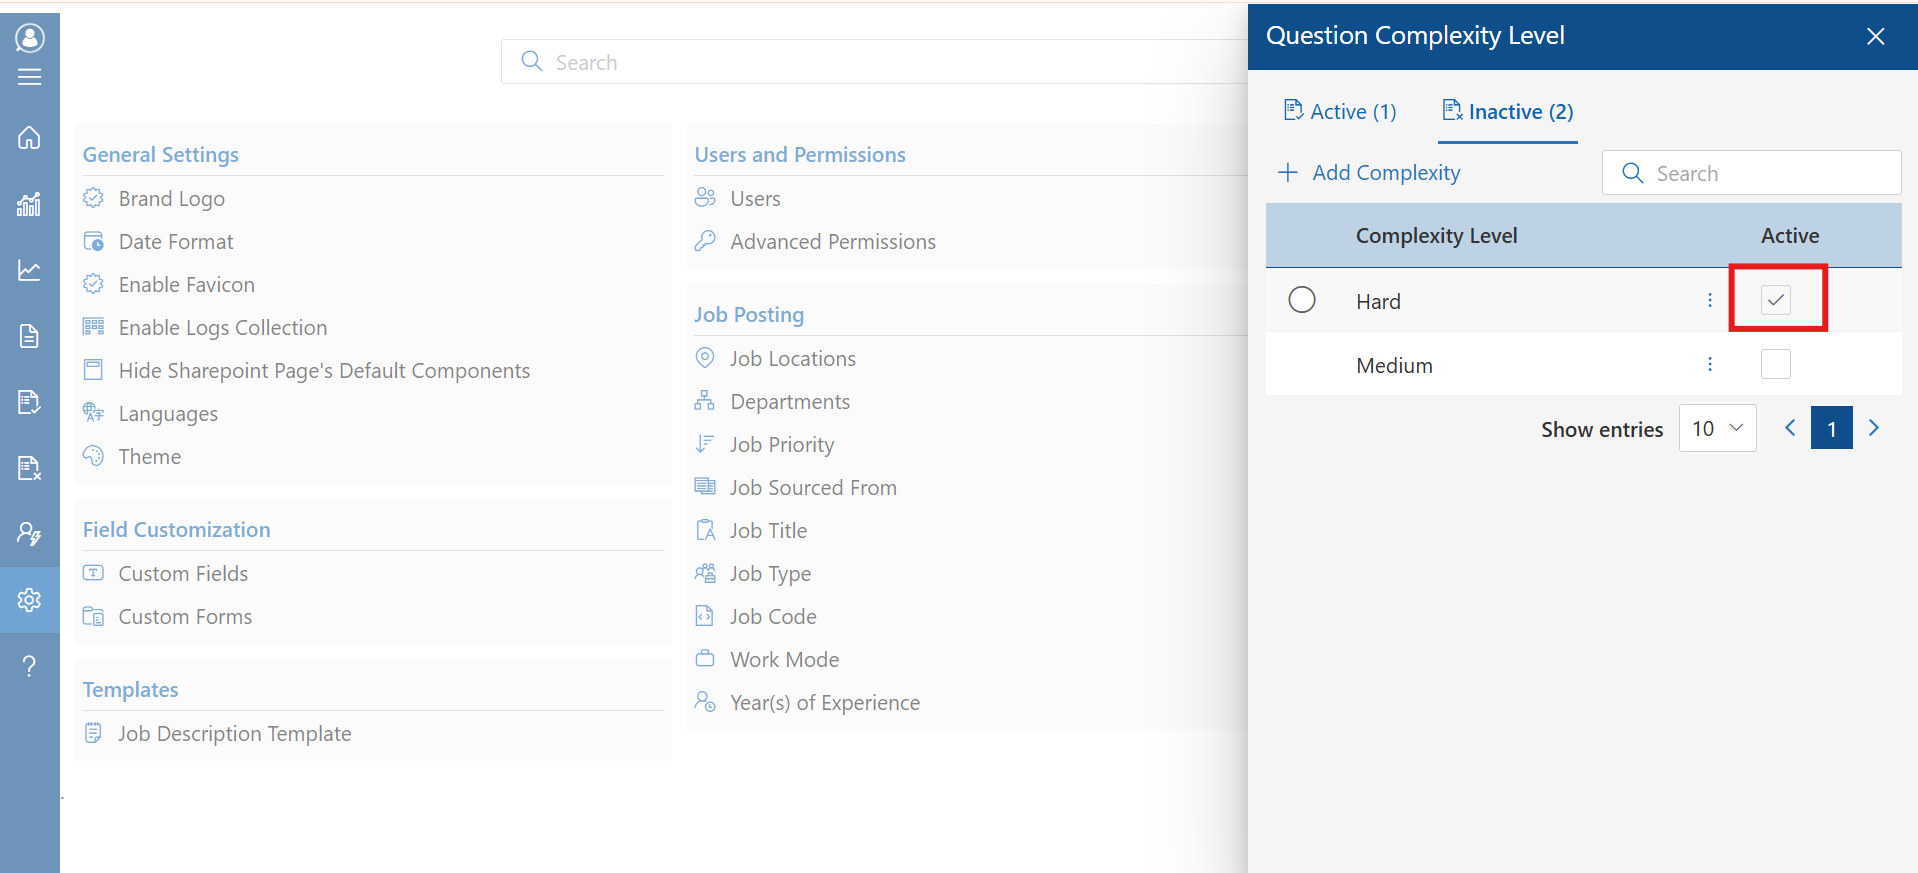 Search
General Settings
Brand Logo
Date Format
Enable Favicon
Enable Logs Collection
Hide Sharepoint Page's Default Components
Languages
Theme
Field Customization
Custom Fields
Custom Forms
Templates
Job Description Template
Users and Permissions
Users
Advanced Permissions
Job Posting
Job Locations
Departments
Job Priority
Job Sourced From
Job Title
Job Type
Job Code
Work Mode
Year(s) of Experience
Question Complexity Level
Active (1) Inactive (2)
Add Complexity Search
Complexity Level Active
Hard
Medium
Show entries 10 1